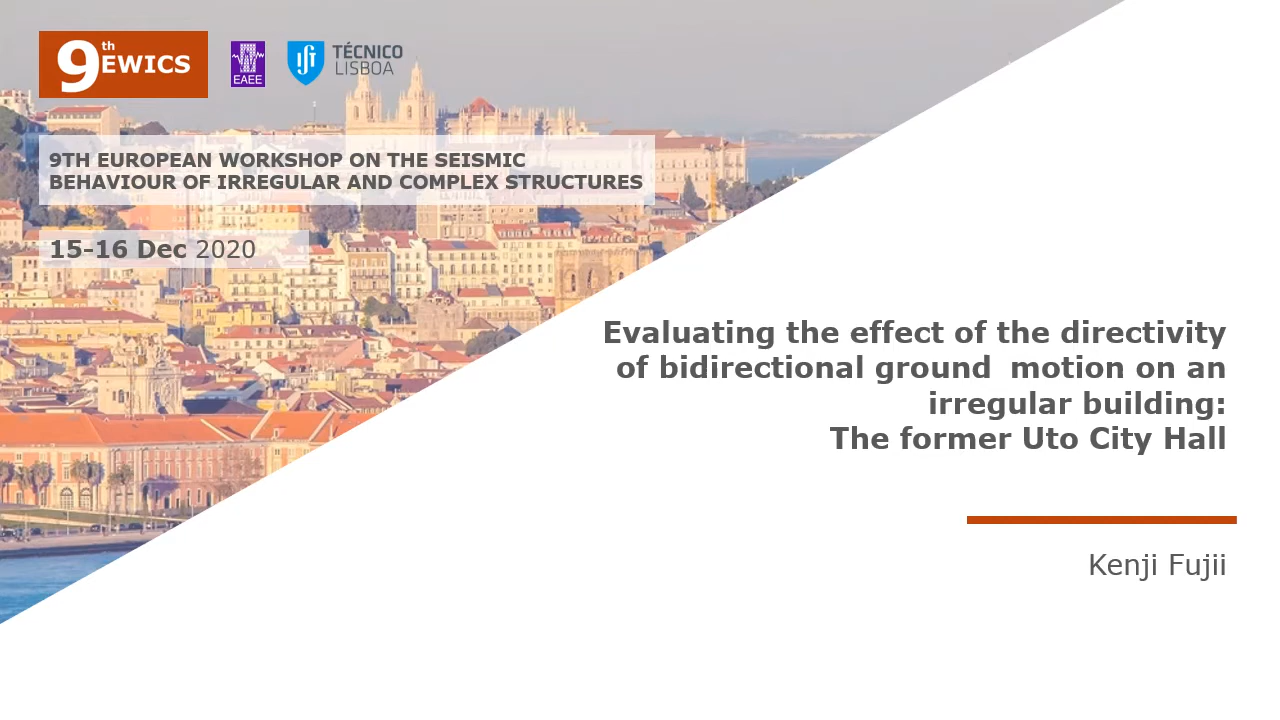 9th EWICS
EAEE
TÉCNICO
LISBOA
9TH EUROPEAN WORKSHOP ON THE SEISMIC
BEHAVIOUR OF IRREGULAR AND COMPLEX STRUCTURES
15-16 Dec 2020
Evaluating the effect of the directivity
of bidirectional ground motion on an
irregular building:
The former Uto City Hall
Kenji Fujii